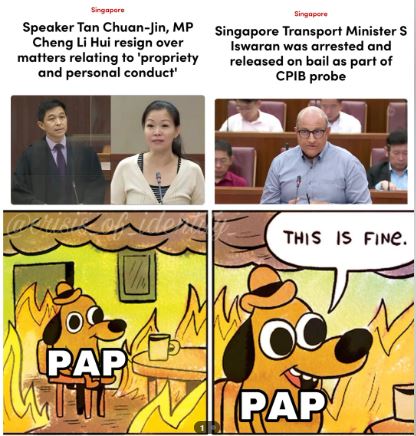 Singapore
Speaker Tan Chuan-Jin, MP
Cheng Li Hui resign over
matters relating to 'propriety
and personal conduct'
Singapore
Singapore Transport Minister S
Iswaran was arrested and
released on bail as part of
CPIB probe
@crisis_of_identity_
PAP
THIS IS FINE.
PAP
1